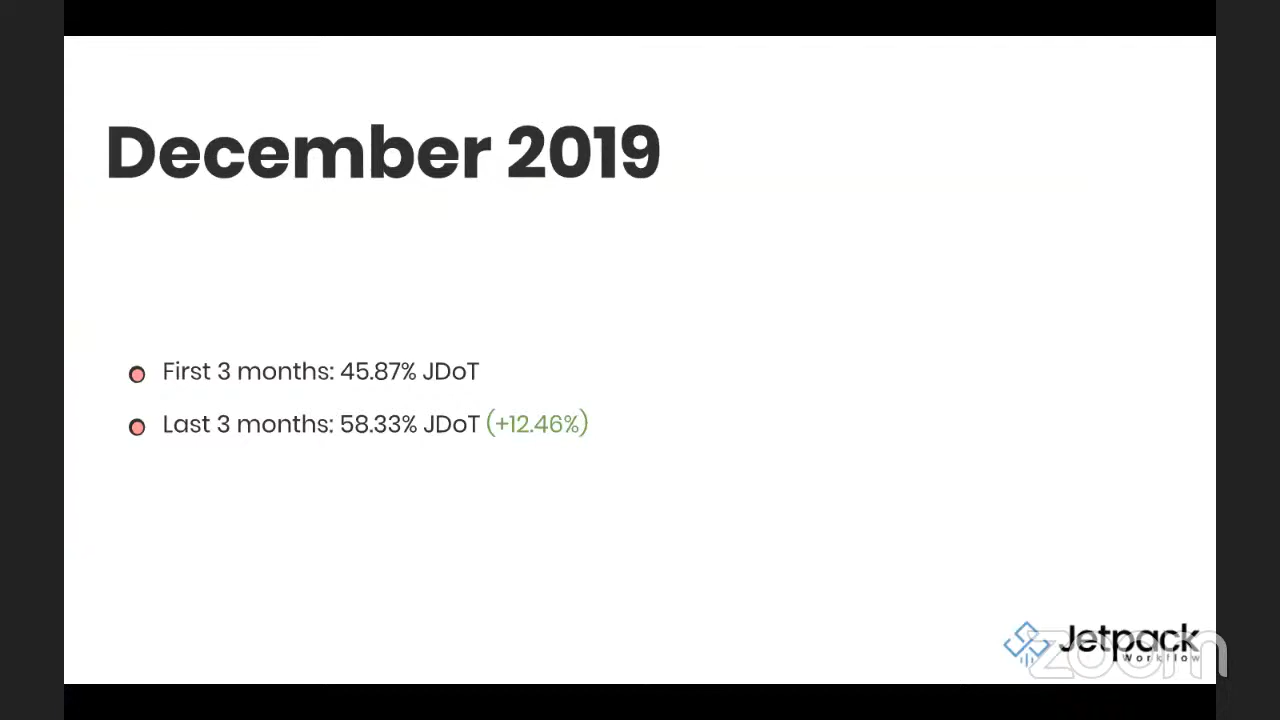 December 2019
First 3 months: 45.87% JDoT
Last 3 months: 58.33% JDoT (+12.46%)
Jetpack
Workflow
zoom